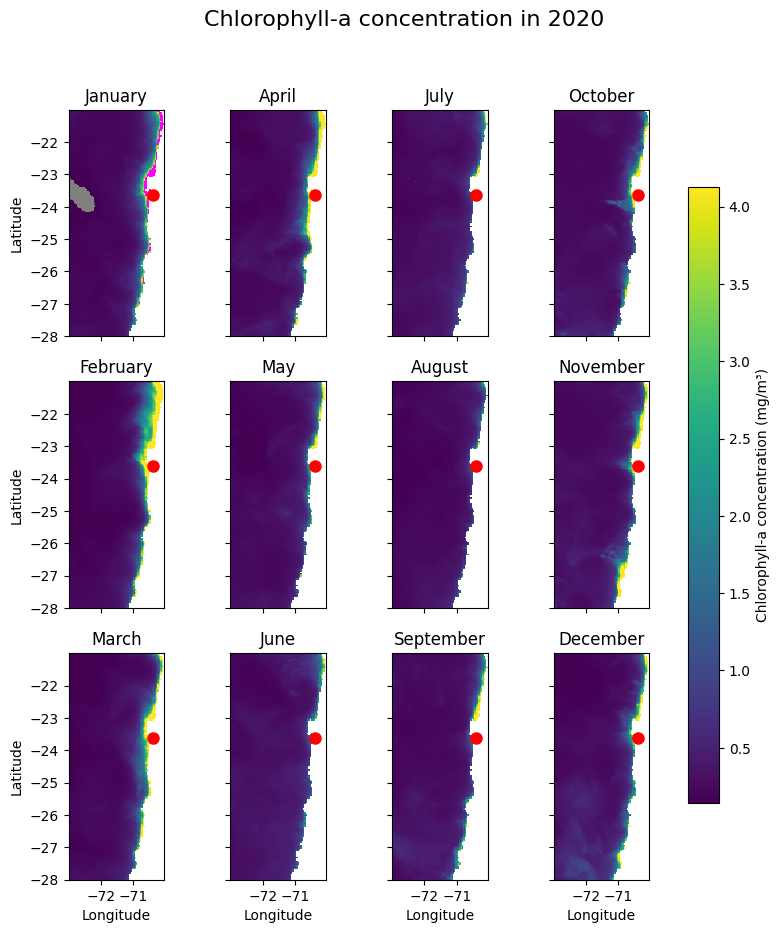 Chlorophyll-a concentration in 2020
January
April
July
October
Latitude
−22
−23
−24
−25
−26
−27
−28
February
May
August
November
Latitude
−22
−23
−24
−25
−26
−27
−28
March
June
September
December
Latitude
−22
−23
−24
−25
−26
−27
−28
−72 −71
−72 −71
−72 −71
−72 −71
Longitude
Longitude
Longitude
Longitude
4.0
3.5
3.0
2.5
2.0
1.5
1.0
0.5
Chlorophyll-a concentration (mg/m³)